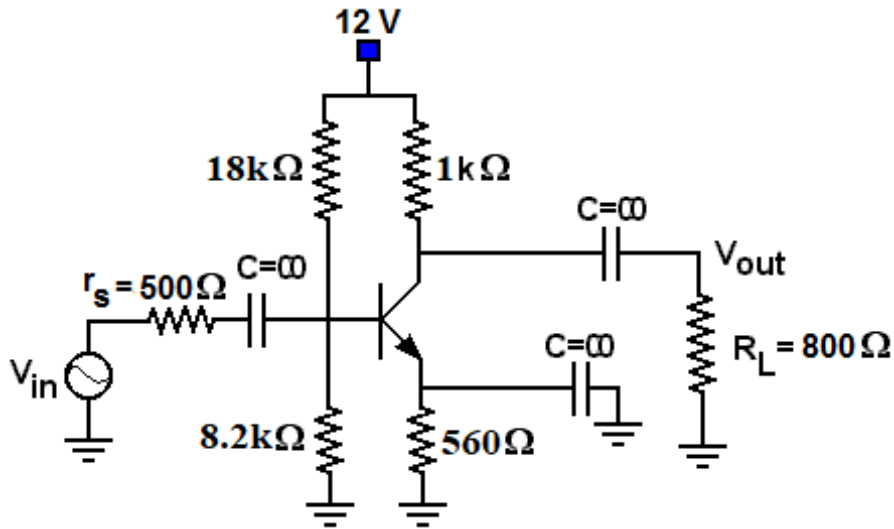 12 V
18kΩ
1kΩ
C=∞
Vout
rs = 500Ω
C=∞
C=∞
RL = 800Ω
Vin
8.2kΩ
560Ω